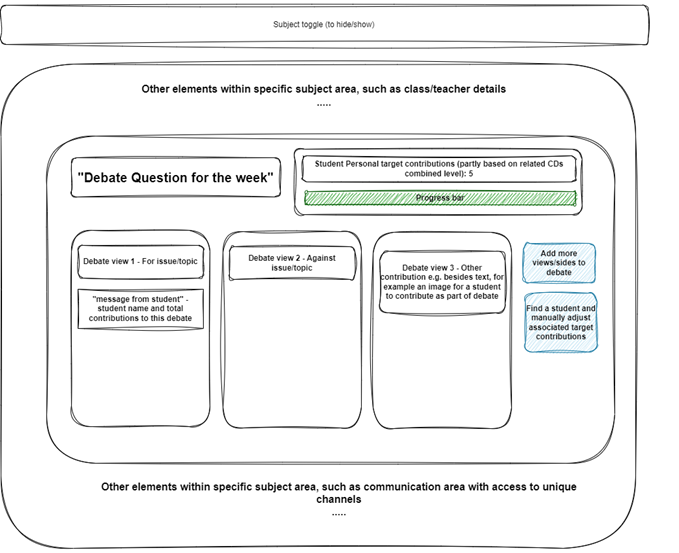 Subject toggle (to hide/show)
Other elements within specific subject area, such as class/teacher details
.....
"Debate Question for the week"
Student Personal target contributions (partly based on related CDs
combined level): 5
Progress bar
Debate view 1 - For issue/topic
"message from student" -
student name and total
contributions to this debate
Debate view 2 - Against
issue/topic
Debate view 3 - Other
contribution e.g. besides text, for
example an image for a student
to contribute as part of debate
Add more
views/sides to
debate
Find a student and
manually adjust
associated target
contributions
Other elements within specific subject area, such as communication area with access to unique
channels
.....